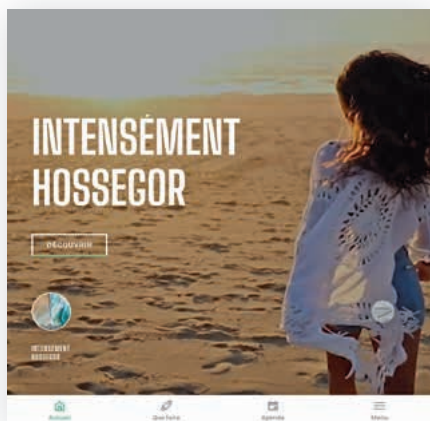 INTENSÉMENT
HOSSEGOR
DÉCOUVRIR
INTENSÉMENT
HOSSEGOR
Accueil
Que faire
Agenda
Menu